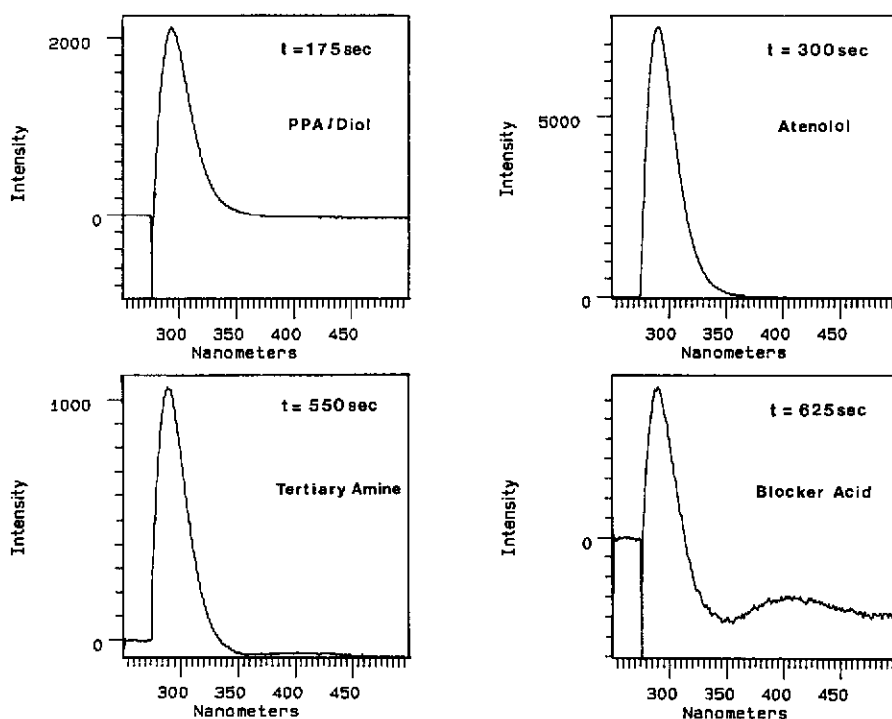 2000
0
Intensity
t = 175 sec
PPA/Diol
300 350 400 450
Nanometers
5000
0
Intensity
t = 300 sec
Atenolol
300 350 400 450
Nanometers
1000
0
Intensity
t = 550 sec
Tertiary Amine
300 350 400 450
Nanometers
0
Intensity
t = 625 sec
Blocker Acid
300 350 400 450
Nanometers